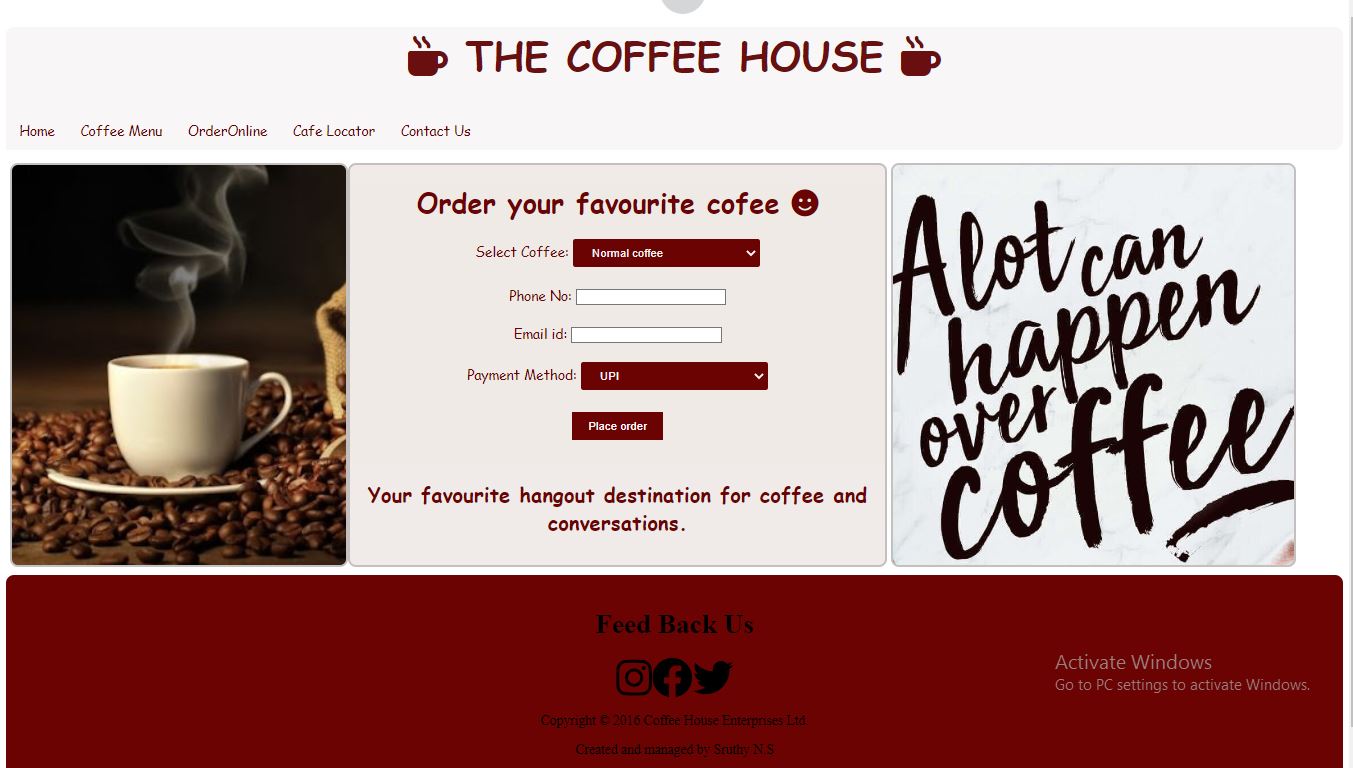 THE COFFEE HOUSE
Home Coffee Menu OrderOnline Cafe Locator Contact Us
Order your favourite cofee
Select Coffee: Normal coffee
Phone No:
Email id:
Payment Method: UPI
Place order
Your favourite hangout destination for coffee and
conversations.
Alot can
happen
over
coffee
Feed Back Us
Activate Windows
Go to PC settings to activate Windows.
Copyright © 2016 Coffee House Enterprises Ltd
Created and managed by Sruthy N.S